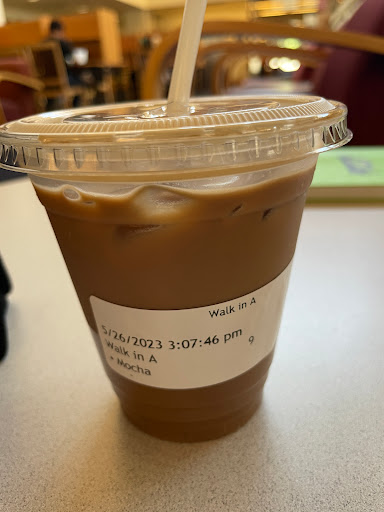 Walk in A
5/26/2023 3:07:46 pm
Walk in A 9
• Mocha